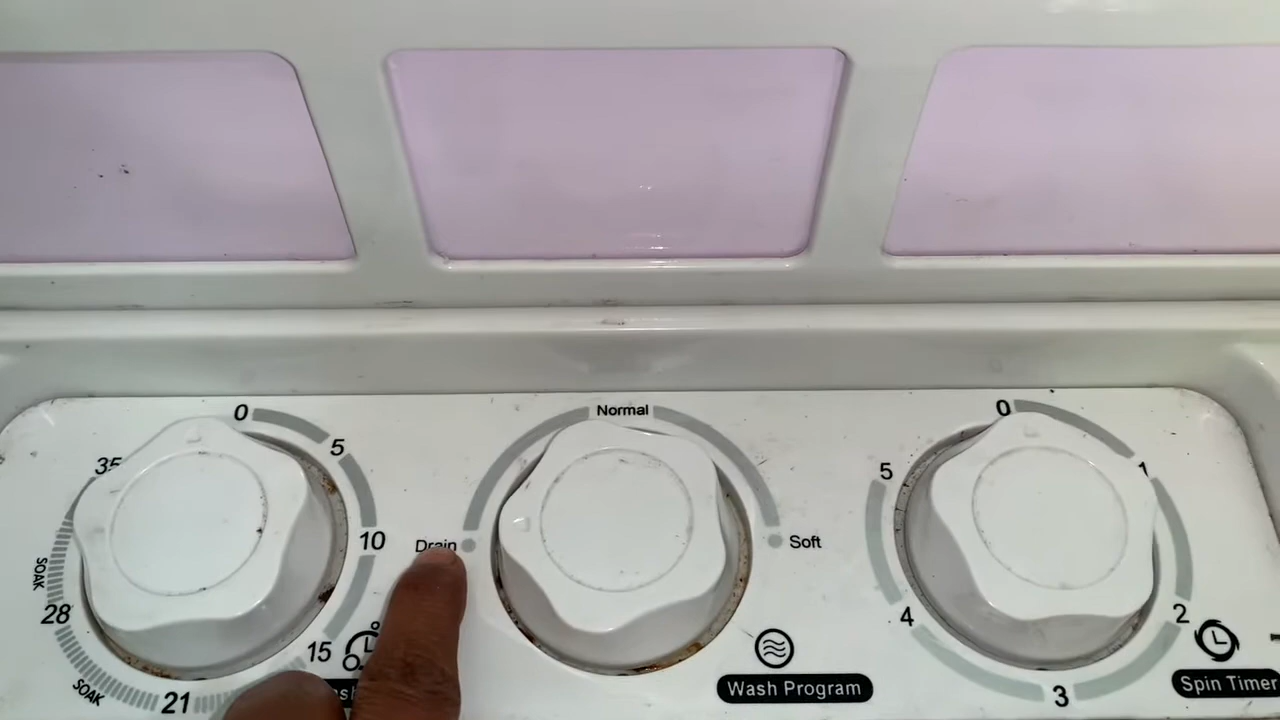 0
5
10
15
21
SOAK
28
SOAK
35
Normal
Drain
Soft
Wash Program
0
1
2
3
4
5
Spin Timer